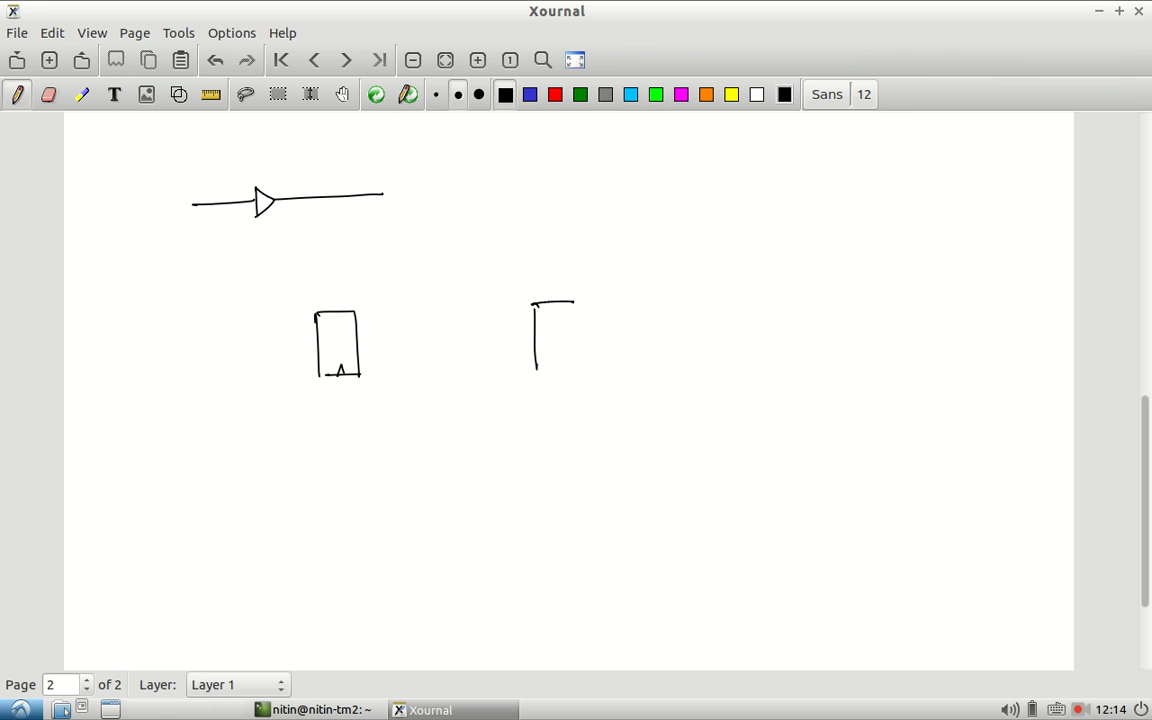 Xournal
File Edit View Page Tools Options Help
T Sans 12
Page 2 of 2 Layer: Layer 1
nitin@nitin-tm2: ~ Xournal 12:14